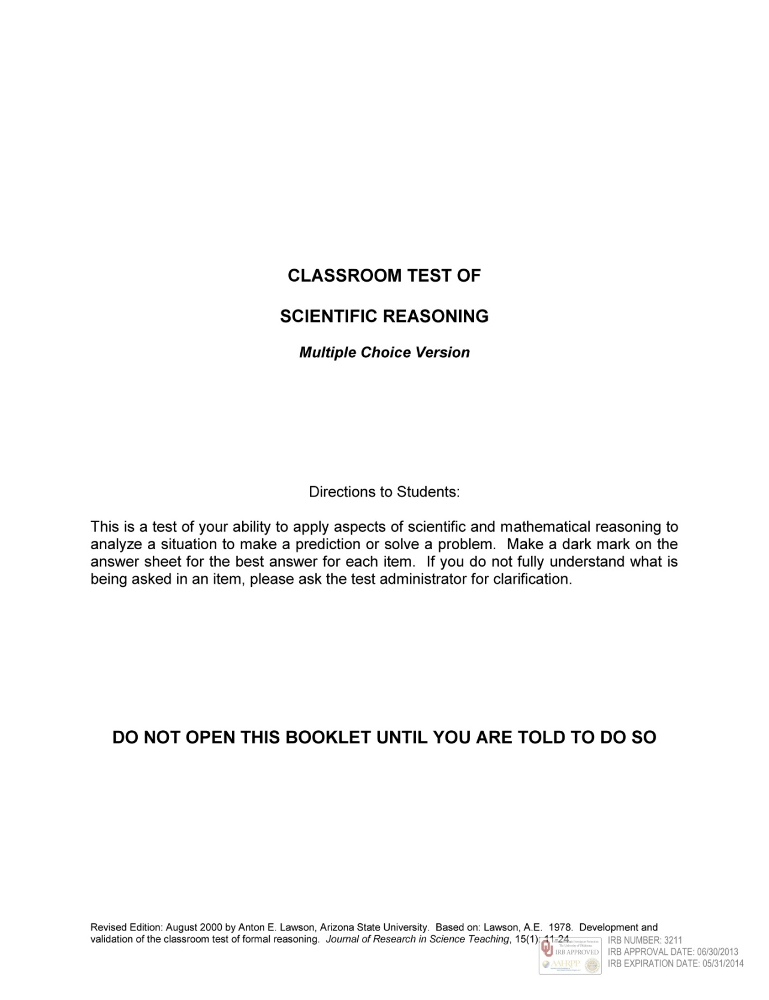 CLASSROOM TEST OF
SCIENTIFIC REASONING
Multiple Choice Version
Directions to Students:
This is a test of your ability to apply aspects of scientific and mathematical reasoning to
analyze a situation to make a prediction or solve a problem.  Make a dark mark on the
answer sheet for the best answer for each item.  If you do not fully understand what is
being asked in an item, please ask the test administrator for clarification.
DO NOT OPEN THIS BOOKLET UNTIL YOU ARE TOLD TO DO SO
Revised Edition: August 2000 by Anton E. Lawson, Arizona State University.  Based on: Lawson, A.E.  1978.  Development and
validation of the classroom test of formal reasoning.  Journal of Research in Science Teaching, 15(1): 11-24.
The University of Oklahoma
IRB APPROVED
AAHRPP
IRB NUMBER: 3211
IRB APPROVAL DATE: 06/30/2013
IRB EXPIRATION DATE: 05/31/2014